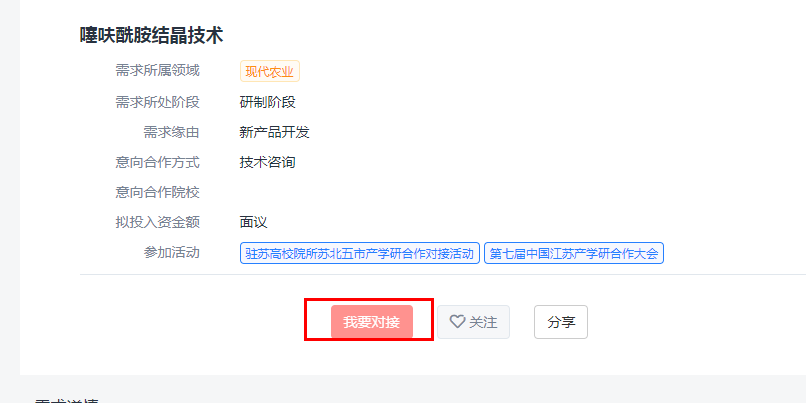 噻呋酰胺结晶技术
需求所属领域 现代农业
需求所处阶段 研制阶段
需求缘由 新产品开发
意向合作方式 技术咨询
意向合作院校
拟投入资金额 面议
参加活动 驻苏高校院所苏北五市产学研合作对接活动 第七届中国江苏产学研合作大会
我要对接 关注 分享
需求详情